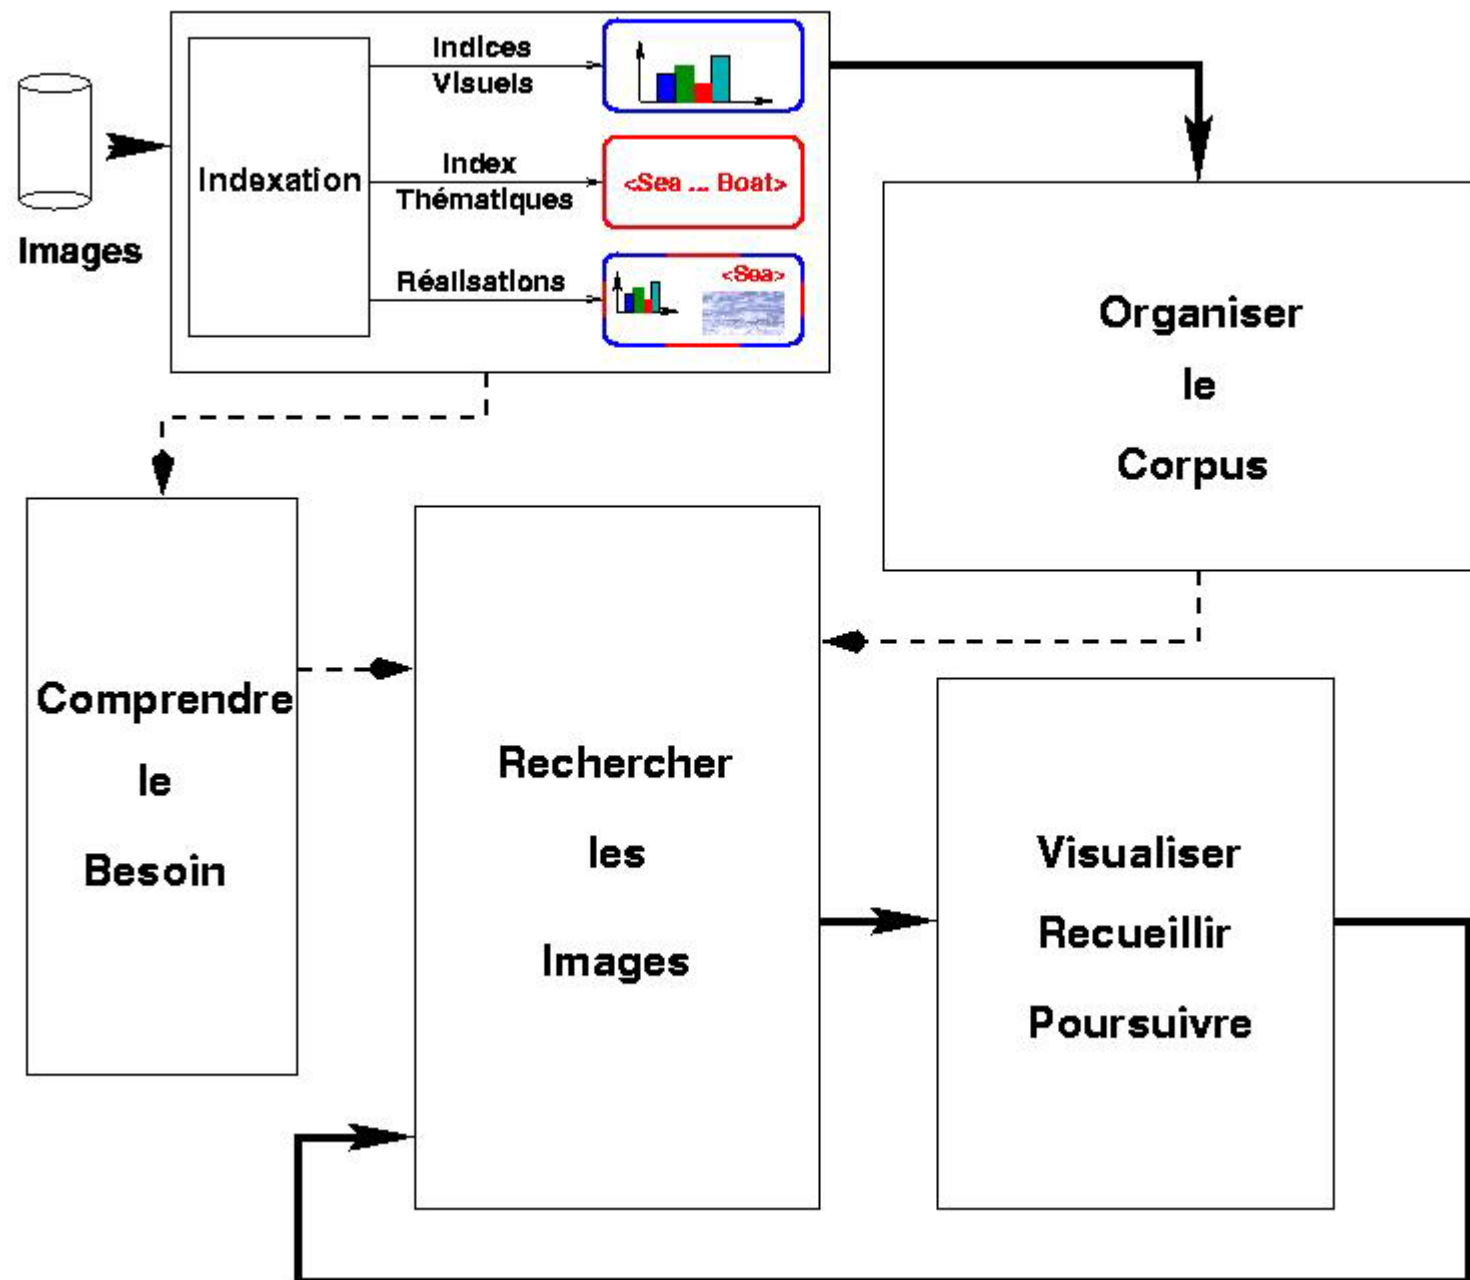 Images
Indexation
Indices
Visuels
Index
Thématiques
<Sea ... Boat>
Réalisations
<Sea>
Organiser
le
Corpus
Comprendre
le
Besoin
Rechercher
les
Images
Visualiser
Recueillir
Poursuivre